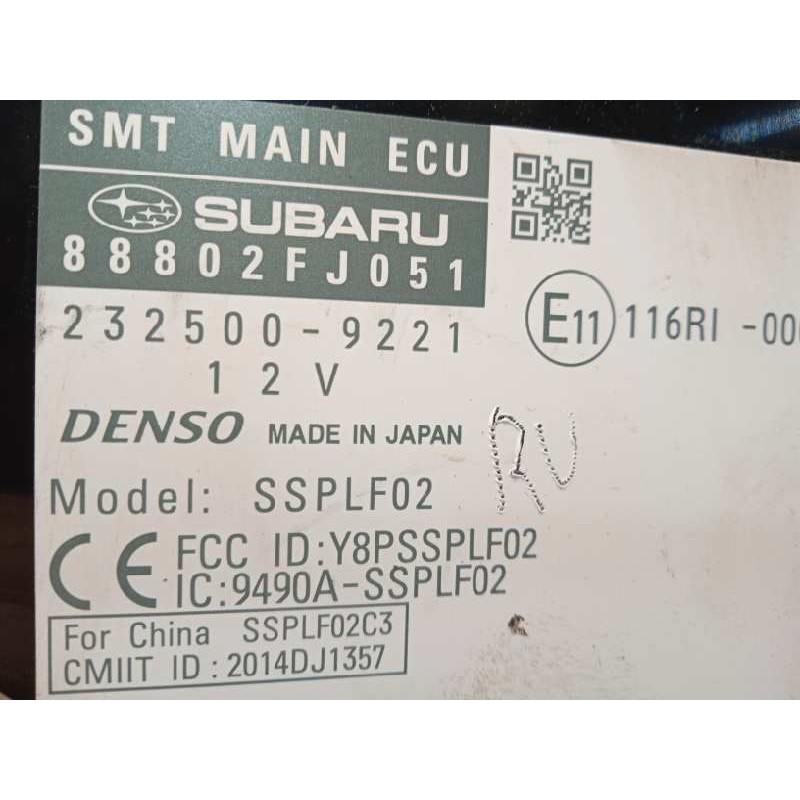 SMT MAIN ECU
SUBARU
88802FJ051
232500-9221
12V
E11 116RI -00
DENSO MADE IN JAPAN
RU
Model: SSPLF02
CE FCC ID:Y8PSSPLF02
IC:9490A-SSPLF02
For China SSPLF02C3
CMIIT ID:2014DJ1357